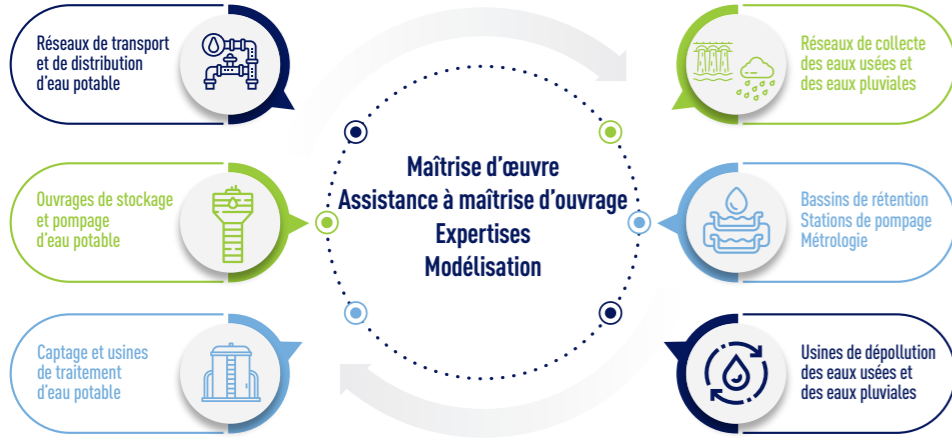 Réseaux de transport
et de distribution
d'eau potable
Ouvrages de stockage
et pompage
d'eau potable
Captage et usines
de traitement
d'eau potable
Maîtrise d'œuvre
Assistance à maîtrise d'ouvrage
Expertises
Modélisation
Réseaux de collecte
des eaux usées et
des eaux pluviales
Bassins de rétention
Stations de pompage
Métrologie
Usines de dépollution
des eaux usées et
des eaux pluviales